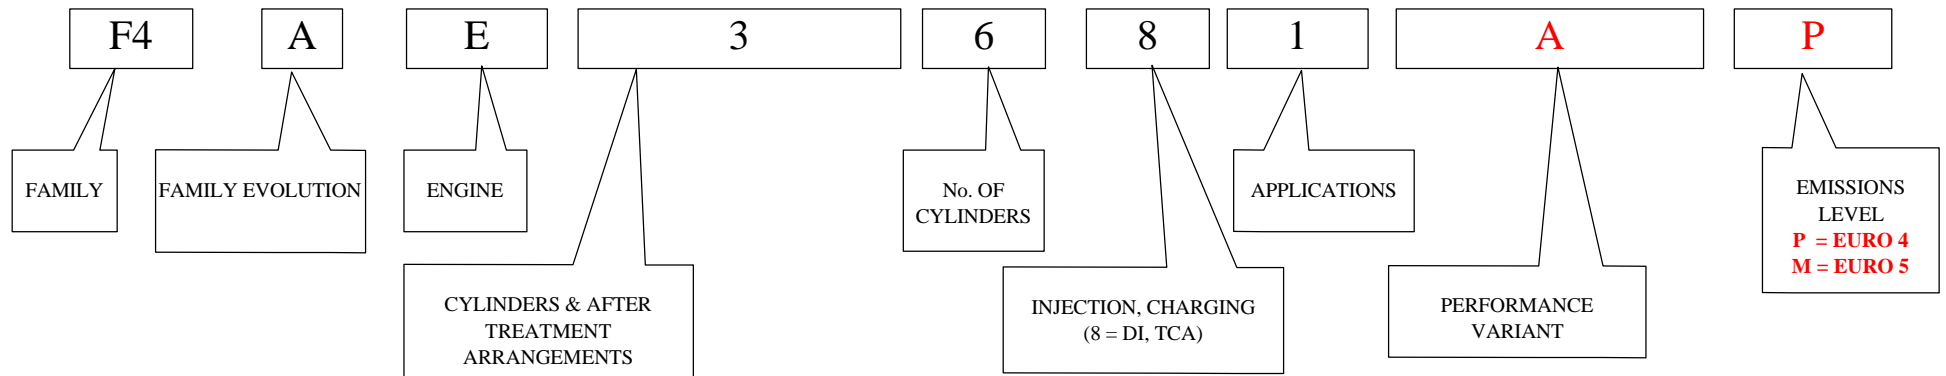 F4 A E 3 6 8 1 A P
FAMILY
FAMILY EVOLUTION
ENGINE
CYLINDERS & AFTER
TREATMENT
ARRANGEMENTS
No. OF
CYLINDERS
INJECTION, CHARGING
(8 = DI, TCA)
APPLICATIONS
PERFORMANCE
VARIANT
EMISSIONS
LEVEL
P = EURO 4
M = EURO 5